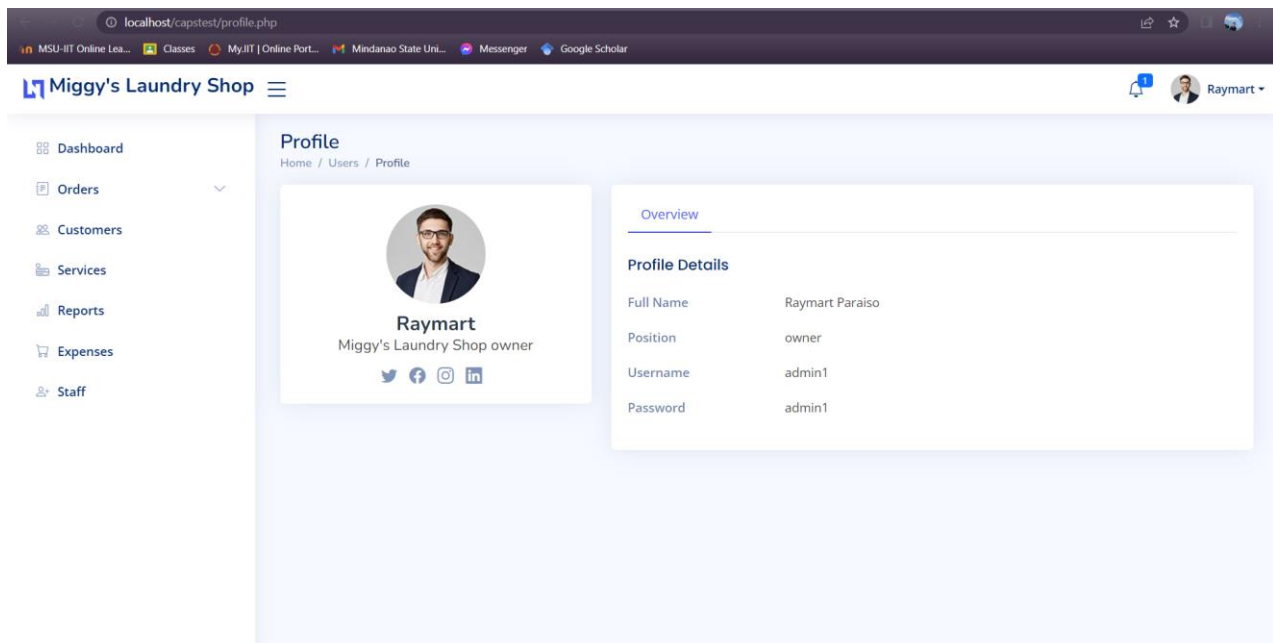 localhost/capstest/profile.php
MSU-IIT Online Lea... Classes My.IIT | Online Port... Mindanao State Uni... Messenger Google Scholar
Miggy's Laundry Shop 1 Raymart
Dashboard
Orders
Customers
Services
Reports
Expenses
Staff
Profile
Home / Users / Profile
Raymart
Miggy's Laundry Shop owner
Overview
Profile Details
Full Name Raymart Paraiso
Position owner
Username admin1
Password admin1